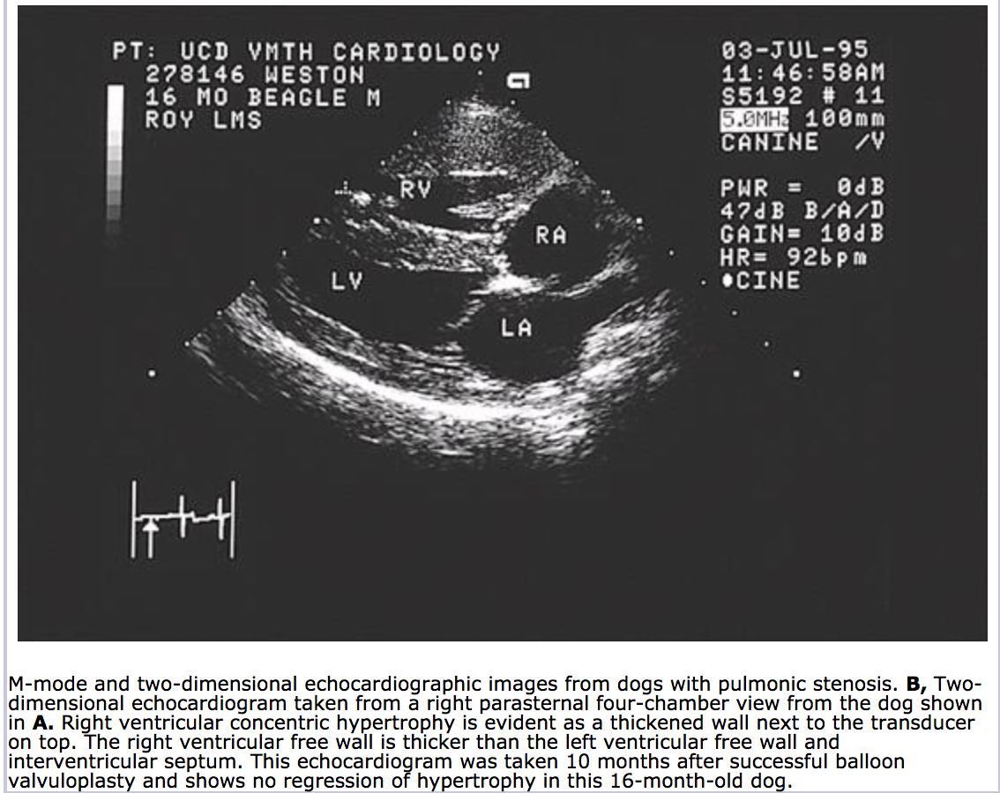 PT: UCD VMTH CARDIOLOGY
278146 WESTON
16 MO BEAGLE M
ROY LMS
03-JUL-95
11:46:58AM
S5192 # 11
5.0MHz 100mm
CANINE /V
PWR = 0dB
47dB B/A/D
GAIN= 10dB
HR= 92bpm
CINE
RV
RA
LV
LA
M-mode and two-dimensional echocardiographic images from dogs with pulmonic stenosis. B, Two-
dimensional echocardiogram taken from a right parasternal four-chamber view from the dog shown
in A. Right ventricular concentric hypertrophy is evident as a thickened wall next to the transducer
on top. The right ventricular free wall is thicker than the left ventricular free wall and
interventricular septum. This echocardiogram was taken 10 months after successful balloon
valvuloplasty and shows no regression of hypertrophy in this 16-month-old dog.